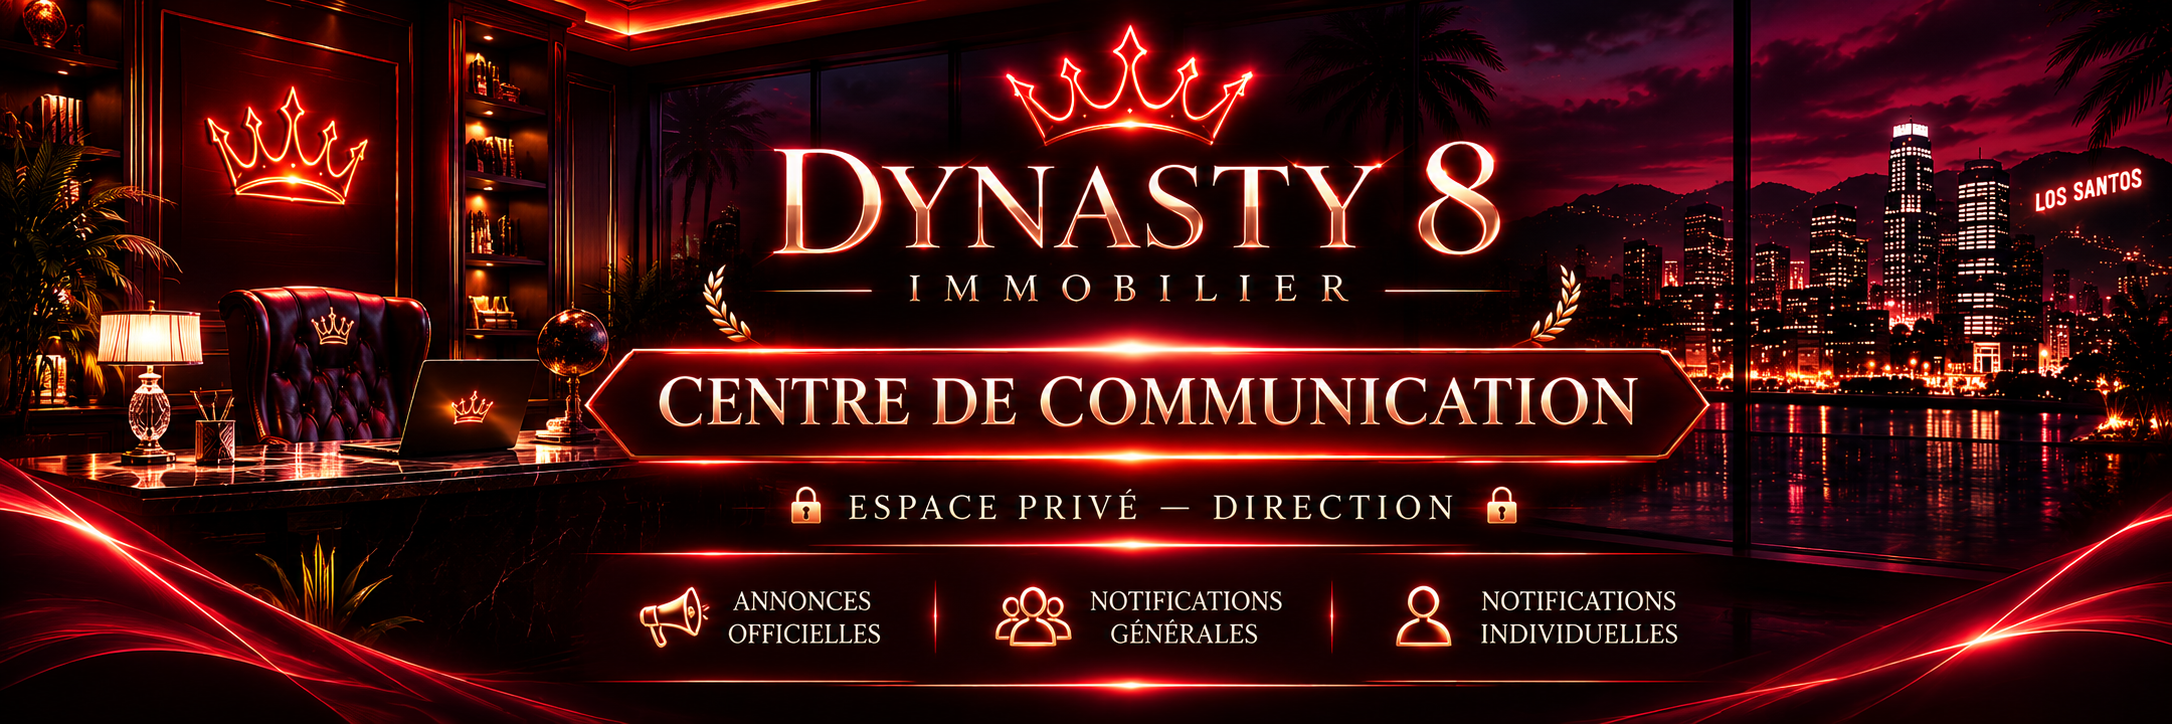 DYNASTY 8
IMMOBILIER
LOS SANTOS
CENTRE DE COMMUNICATION
ESPACE PRIVÉ — DIRECTION
ANNONCES
OFFICIELLES
NOTIFICATIONS
GÉNÉRALES
NOTIFICATIONS
INDIVIDUELLES